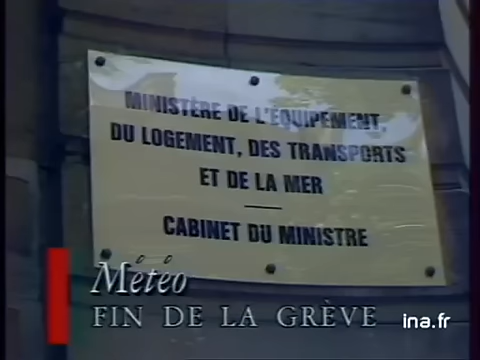 MINISTÈRE DE L'EQUIPEMENT,
DU LOGEMENT, DES TRANSPORTS
ET DE LA MER
CABINET DU MINISTRE
Météo
FIN DE LA GRÈVE
ina.fr